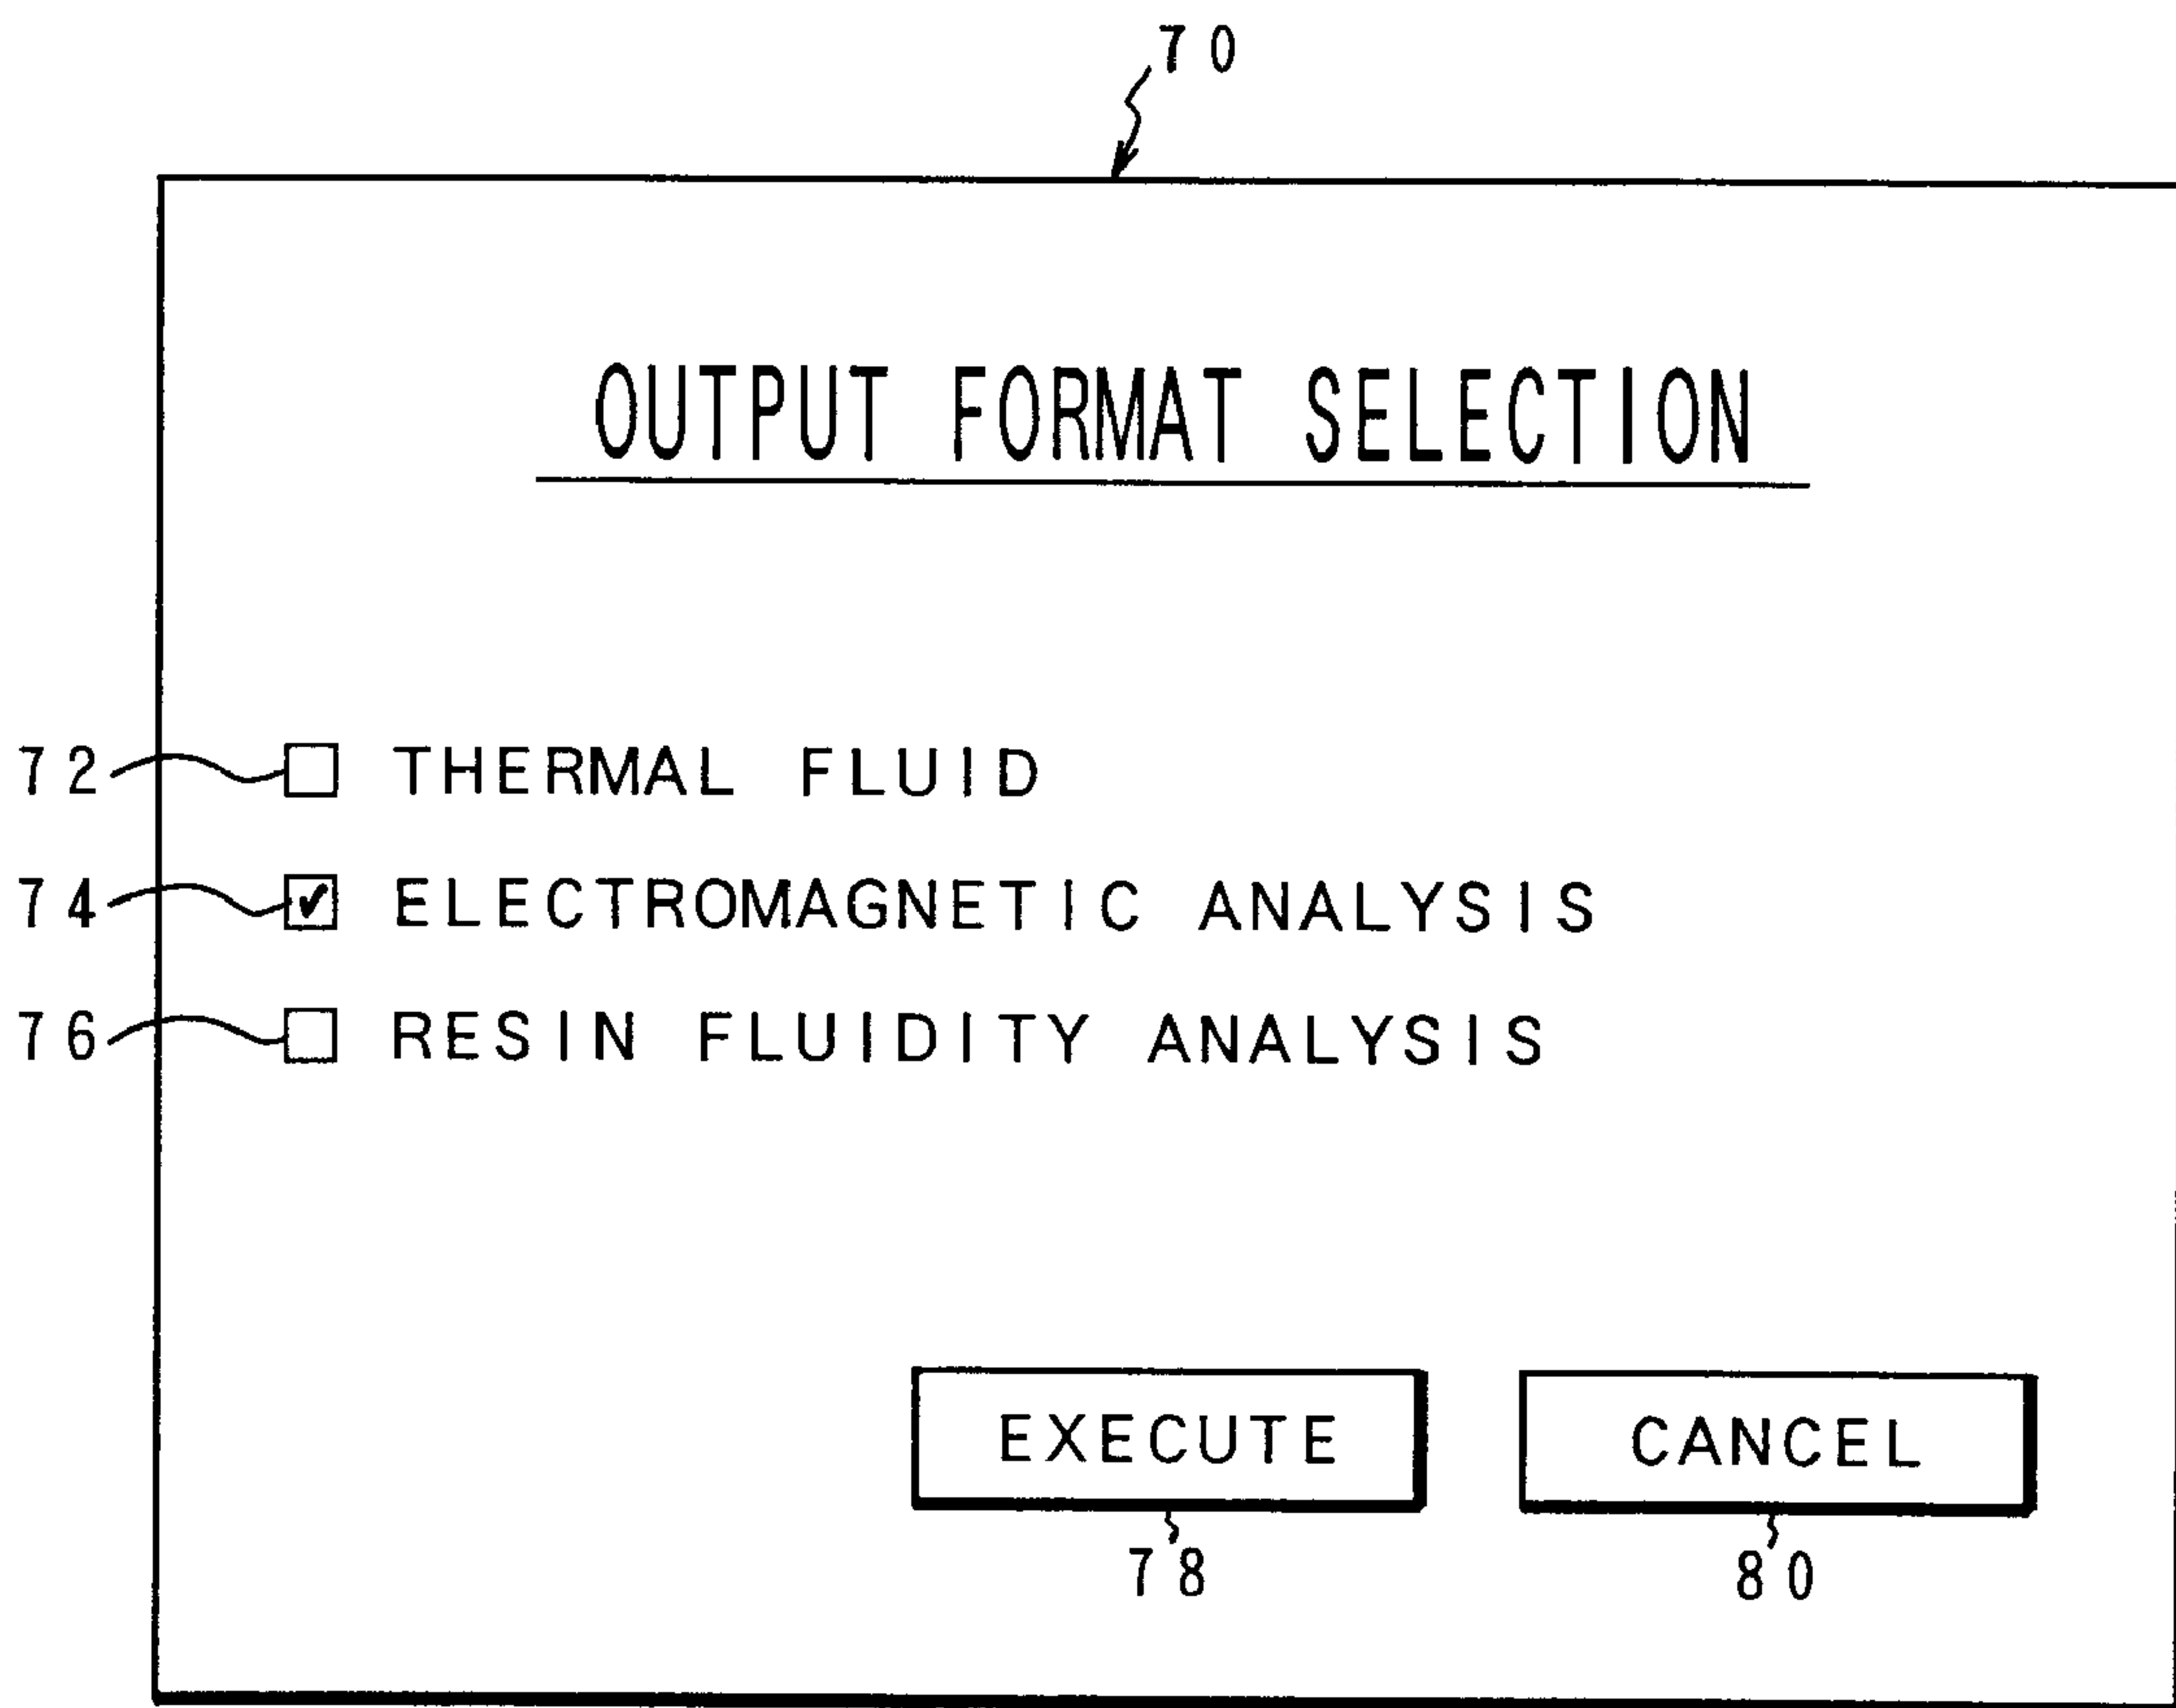 70
OUTPUT FORMAT SELECTION
72 THERMAL FLUID
74 ELECTROMAGNETIC ANALYSIS
76 RESIN FLUIDITY ANALYSIS
EXECUTE CANCEL
78 80